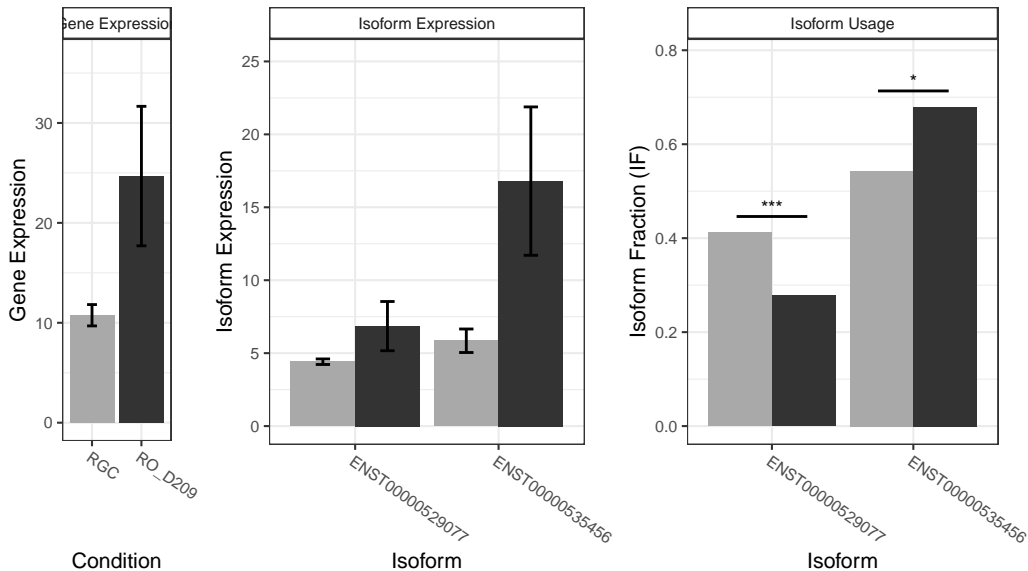 Gene Expression
Gene Expression
30
20
10
0
RGC
RO_D209
Condition
Isoform Expression
Isoform Expression
25
20
15
10
5
0
ENST00000529077
ENST00000535456
Isoform
Isoform Usage
Isoform Fraction (IF)
0.8
0.6
0.4
0.2
0.0
***
*
ENST00000529077
ENST00000535456
Isoform